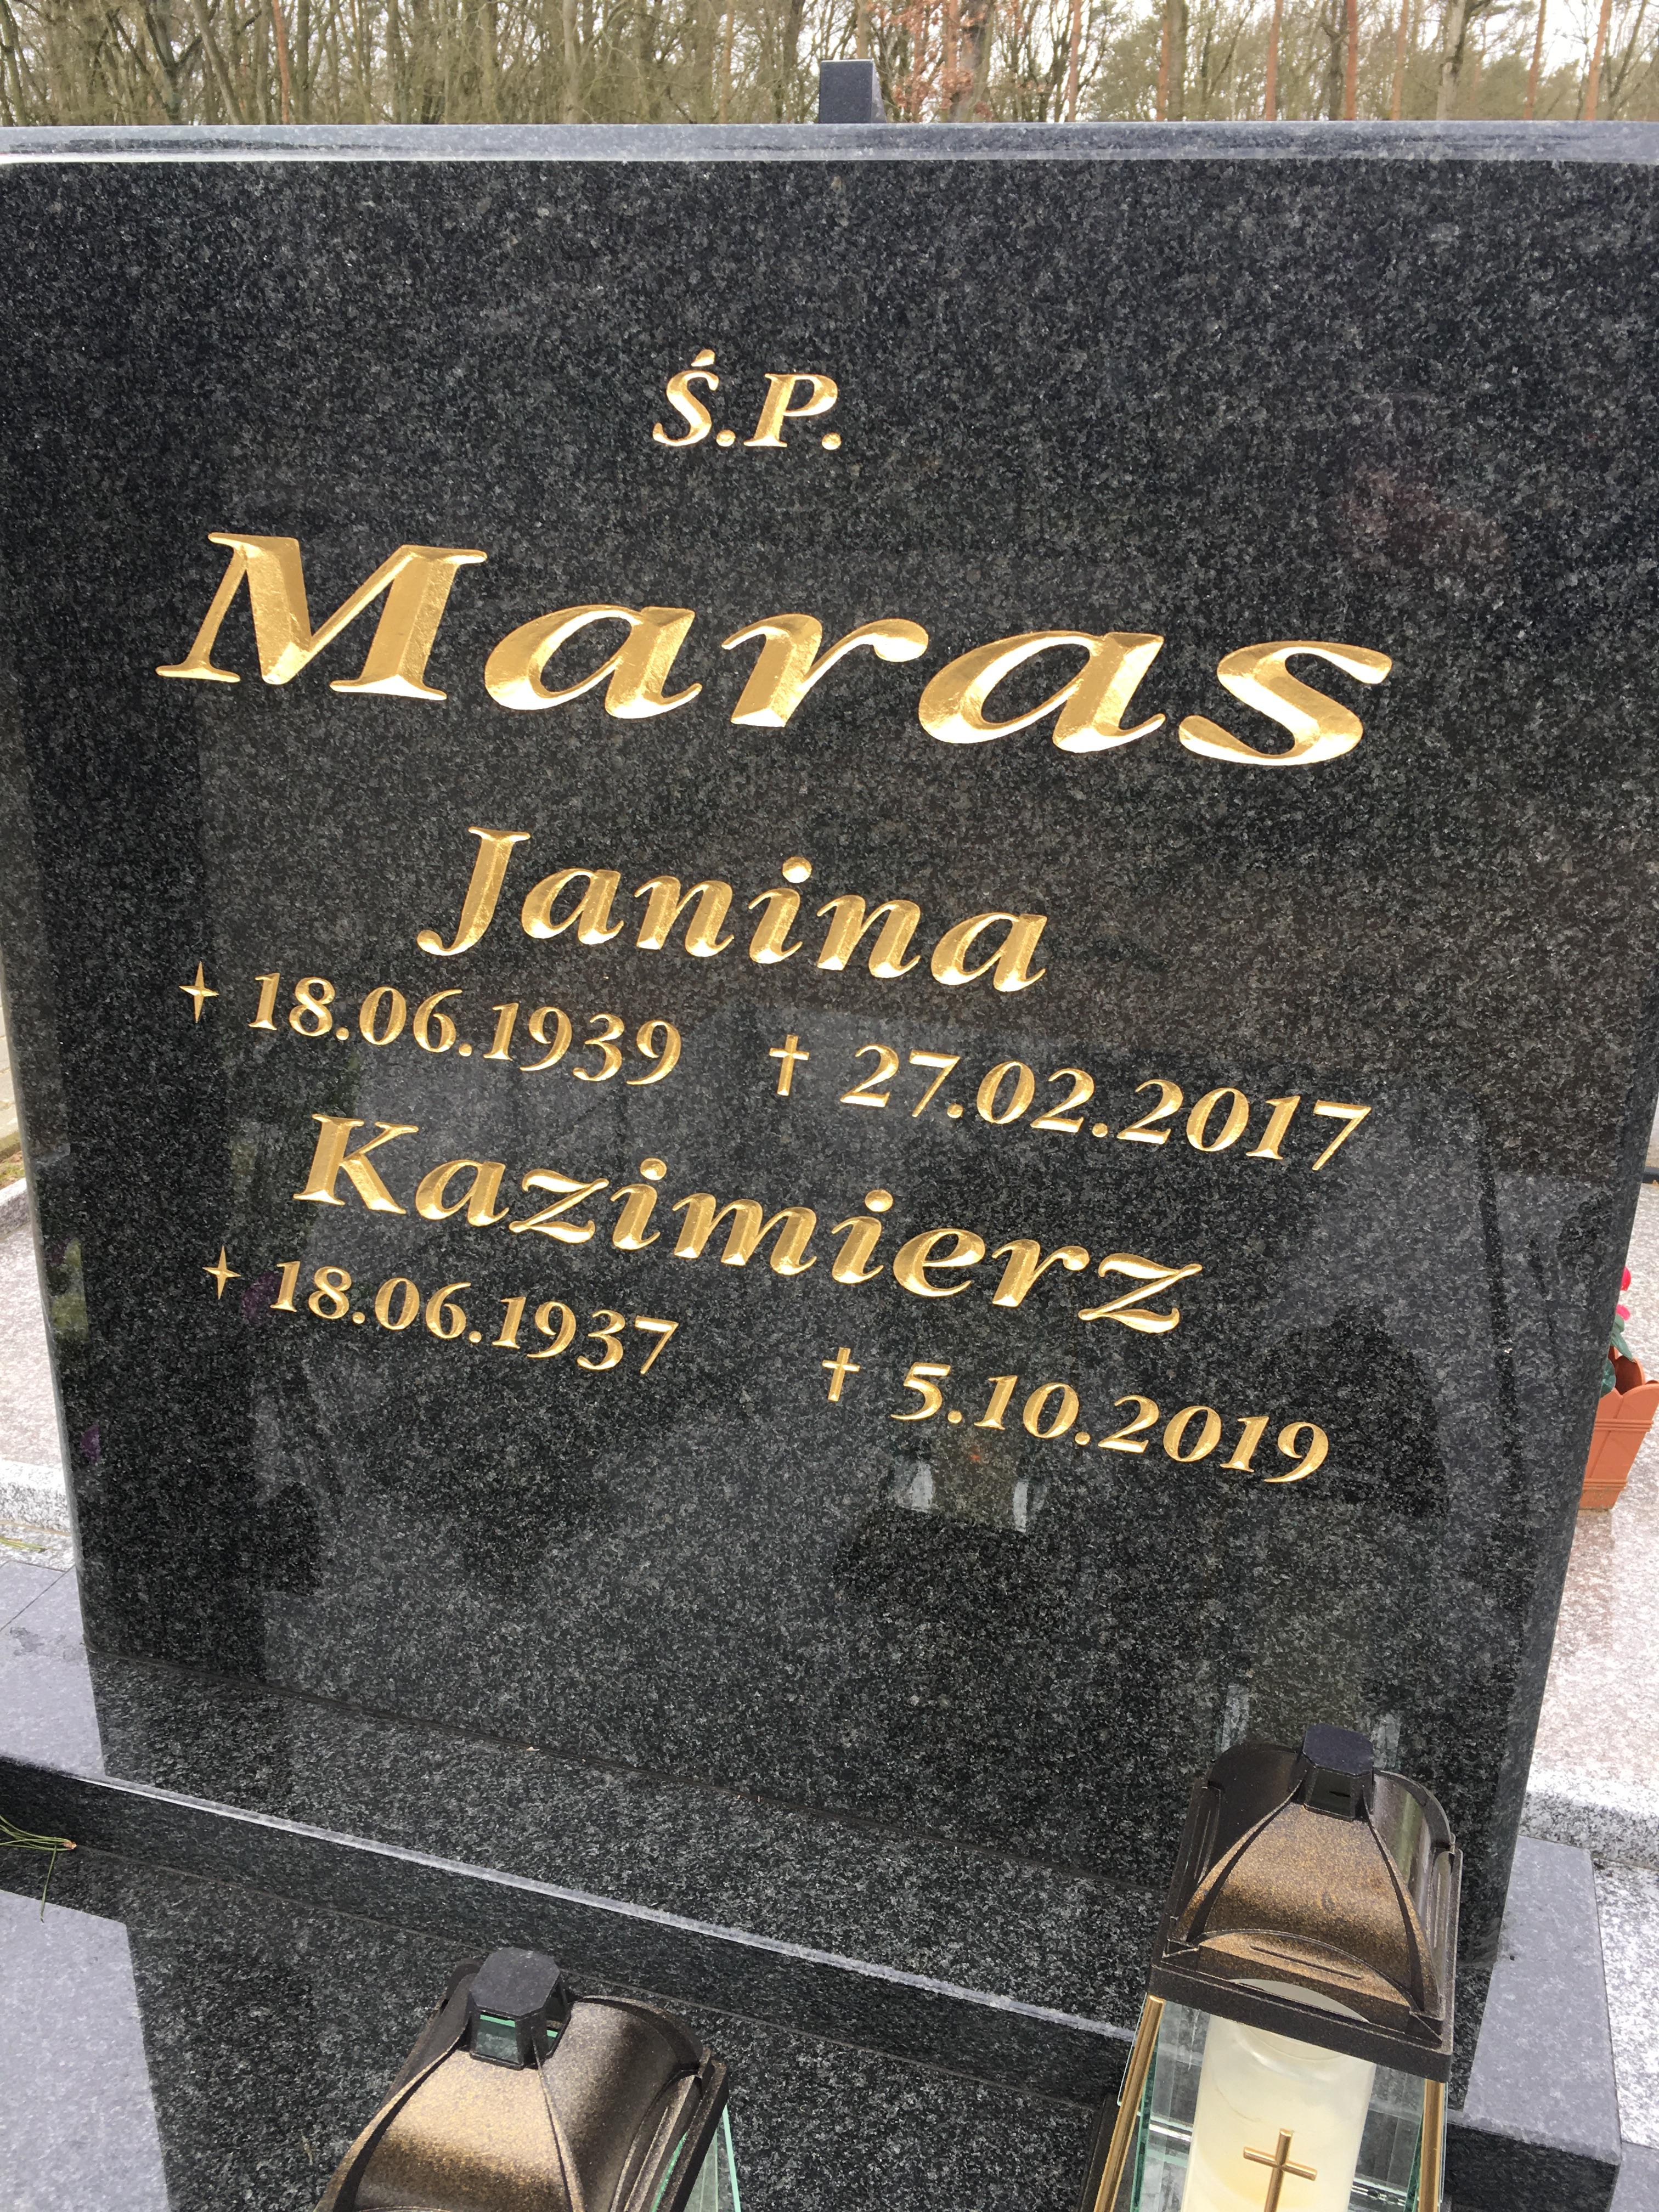 Ś.P.
Maras
Janina
18.06.1939 † 27.02.2017
Kazimierz
18.06.1937 † 5.10.2019